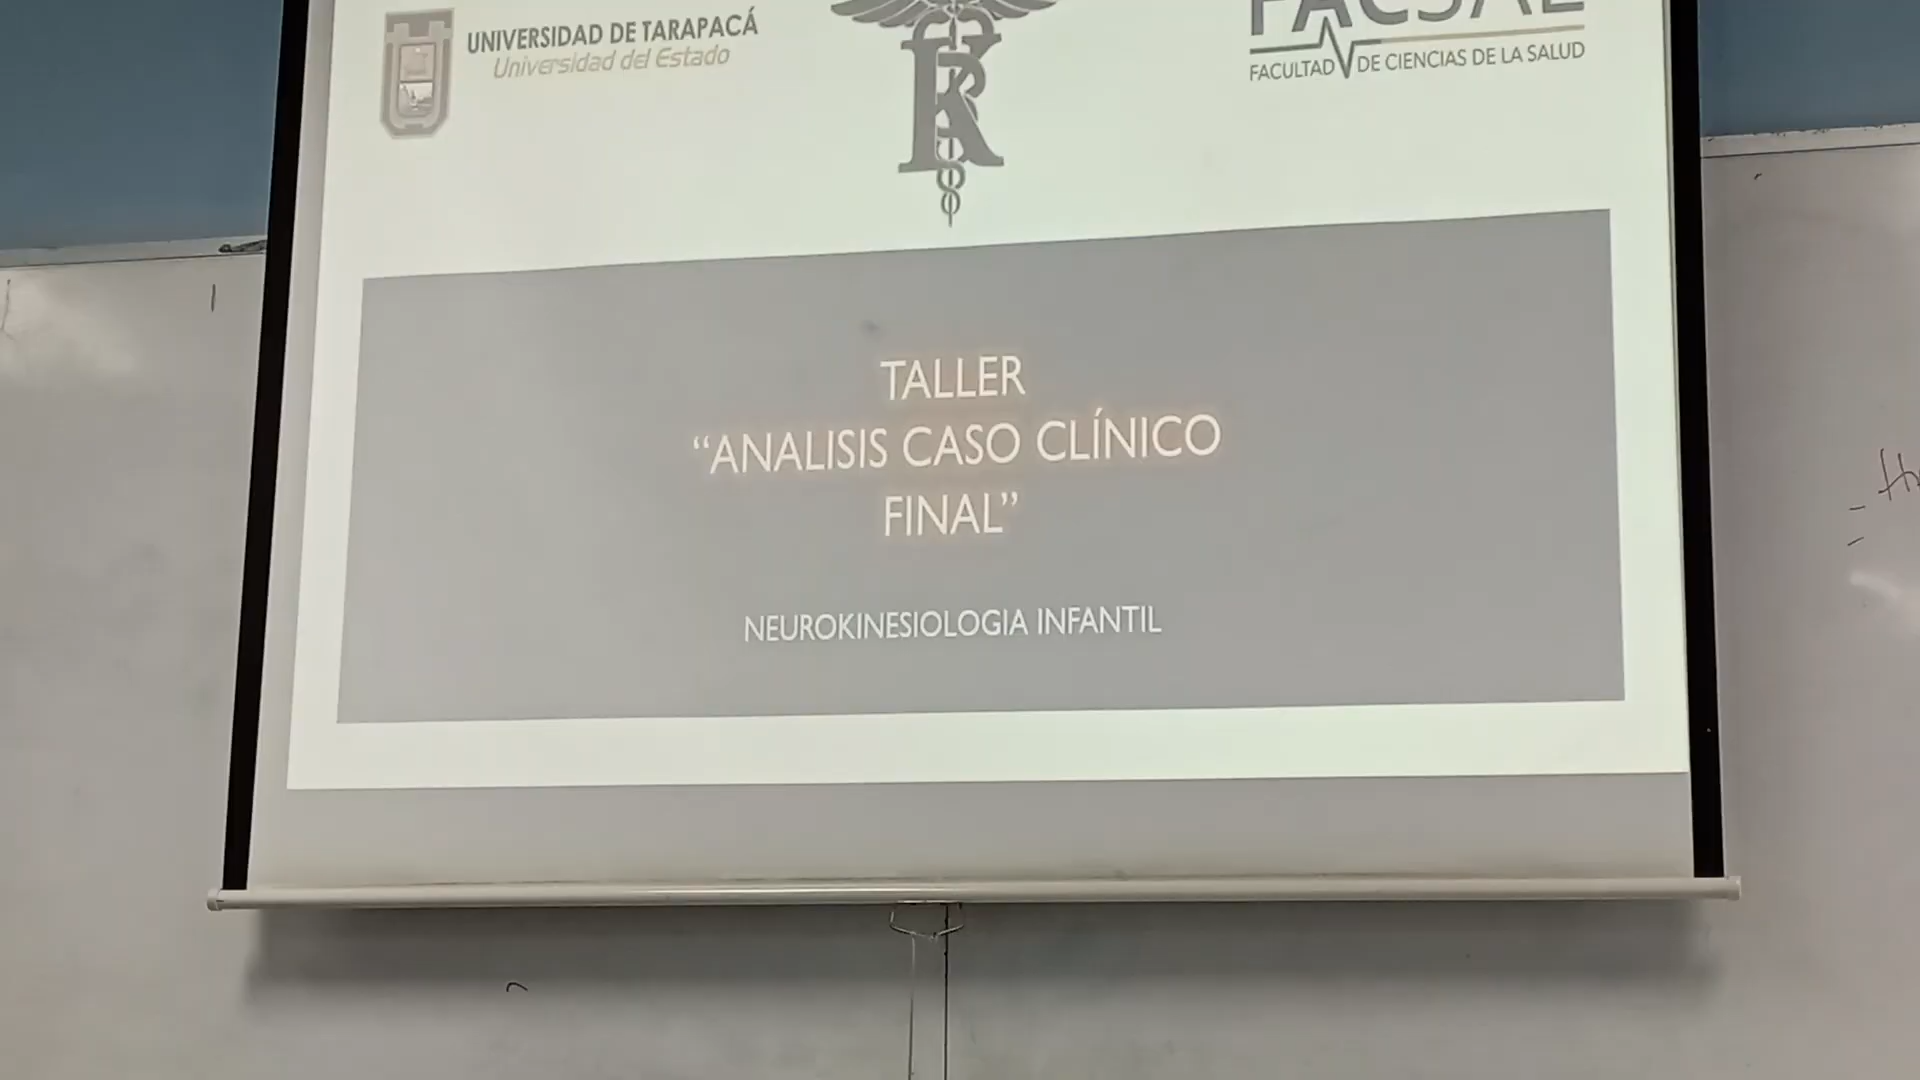 UNIVERSIDAD DE TARAPACÁ
Universidad del Estado
FACSAL
FACULTAD DE CIENCIAS DE LA SALUD
TALLER
“ANALISIS CASO CLÍNICO
FINAL”
NEUROKINESIOLOGIA INFANTIL